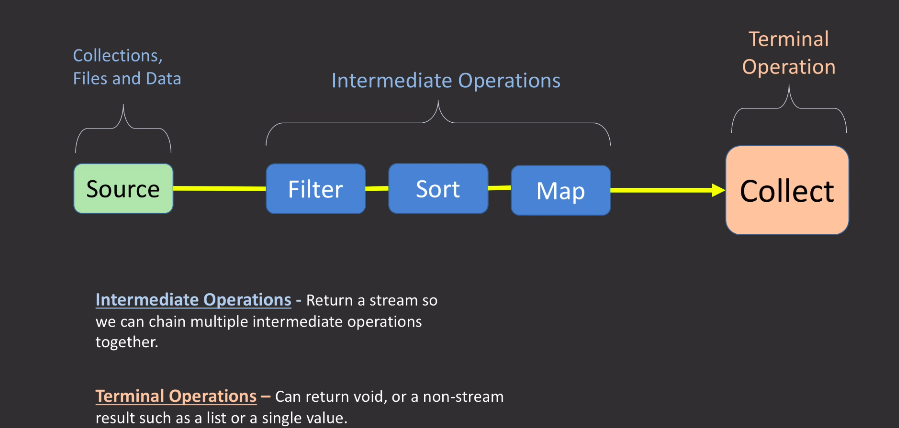 Collections,
Files and Data
Intermediate Operations
Terminal
Operation
Source
Filter
Sort
Map
Collect
Intermediate Operations - Return a stream so
we can chain multiple intermediate operations
together.
Terminal Operations – Can return void, or a non-stream
result such as a list or a single value.